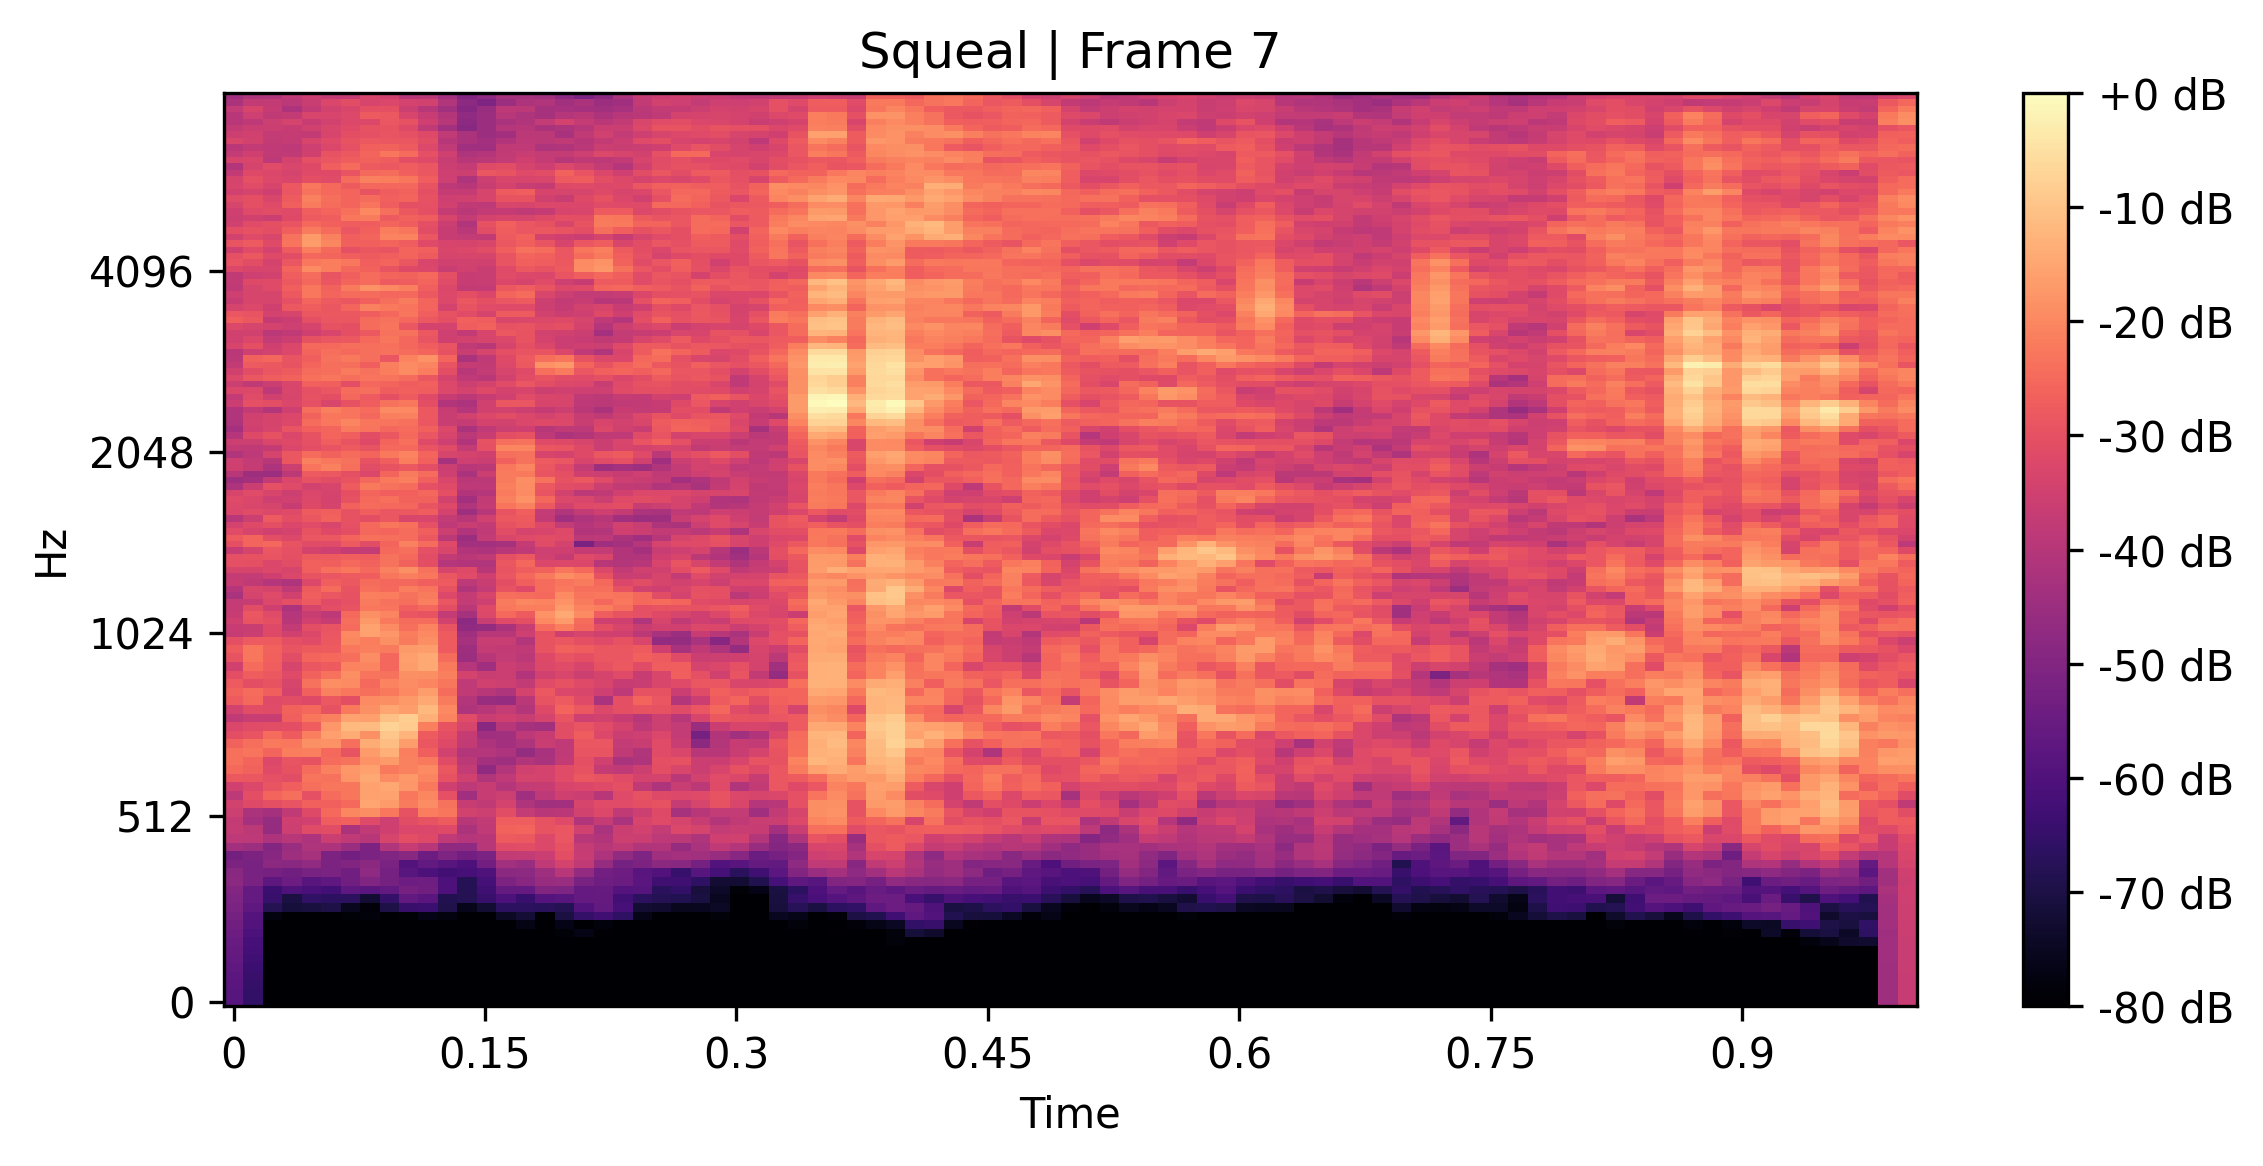 Squeal | Frame 7
+0 dB
-10 dB
-20 dB
-30 dB
-40 dB
-50 dB
-60 dB
-70 dB
-80 dB
Hz
4096
2048
1024
512
0
0 0.15 0.3 0.45 0.6 0.75 0.9
Time